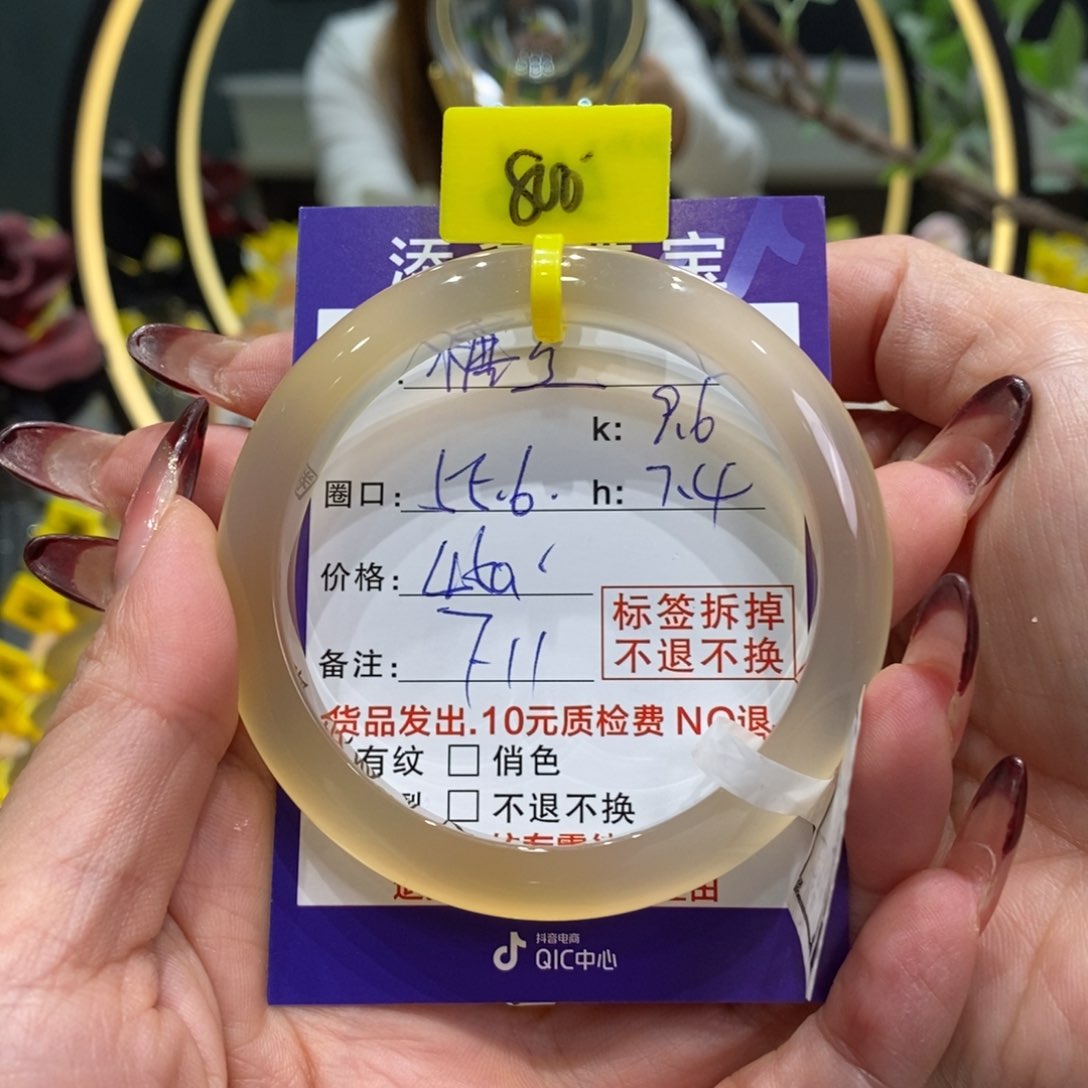 800
添 宝
k: 9.6
圈口: 55.6. h: 7.4
价格: 460
标签拆掉
不退不换
备注: 711
货品发出.10元质检费 NO退
有纹 □ 俏色
□ 不退不换
抖音电商
QIC中心